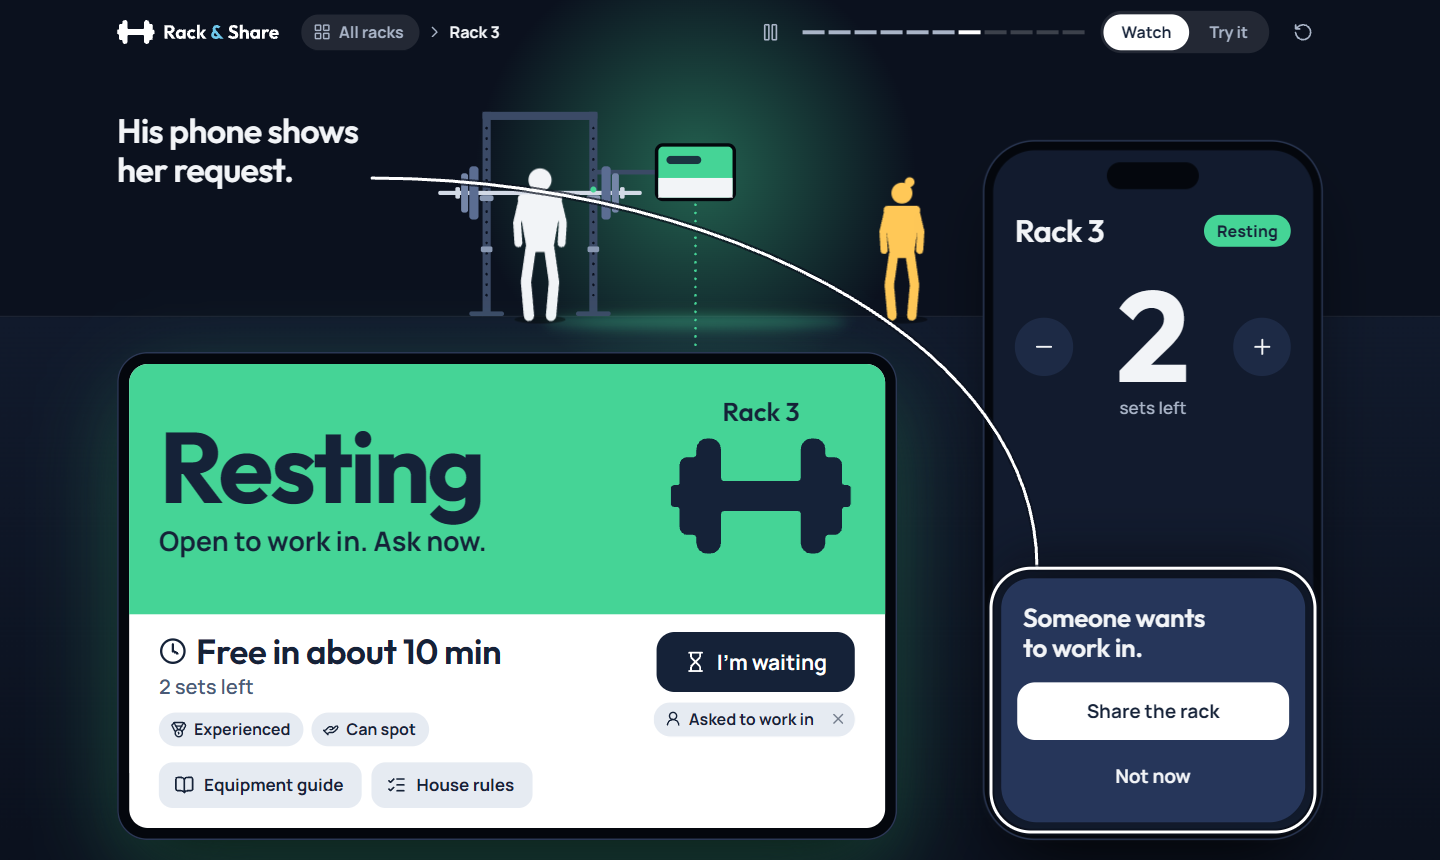 Rack & Share
All racks
Rack 3
Watch
Try it
His phone shows
her request.
Rack 3
Resting
2
sets left
Rack 3
Resting
Open to work in. Ask now.
Free in about 10 min
2 sets left
Experienced
Can spot
Equipment guide
House rules
I'm waiting
Asked to work in
Someone wants
to work in.
Share the rack
Not now